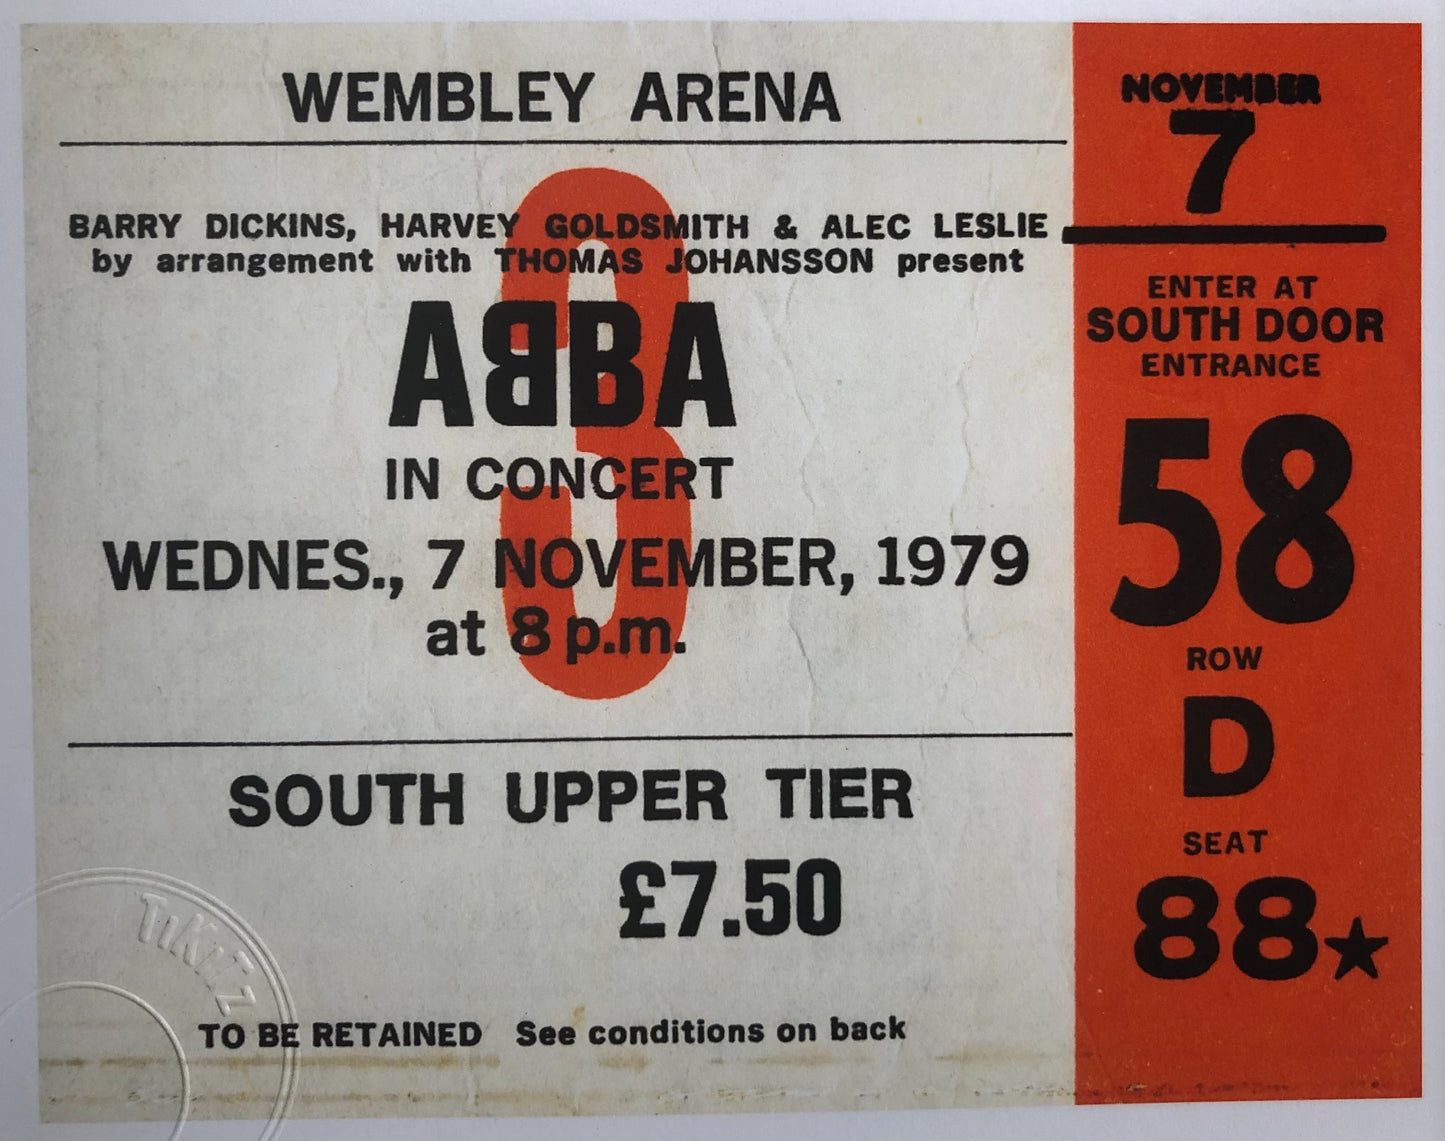 WEMBLEY ARENA
BARRY DICKINS, HARVEY GOLDSMITH & ALEC LESLIE
by arrangement with THOMAS JOHANSSON present
3
ABBA
IN CONCERT
WEDNES., 7 NOVEMBER, 1979
at 8 p.m.
SOUTH UPPER TIER
£7.50
TO BE RETAINED See conditions on back
NOVEMBER
7
ENTER AT
SOUTH DOOR
ENTRANCE
58
ROW
D
SEAT
88★